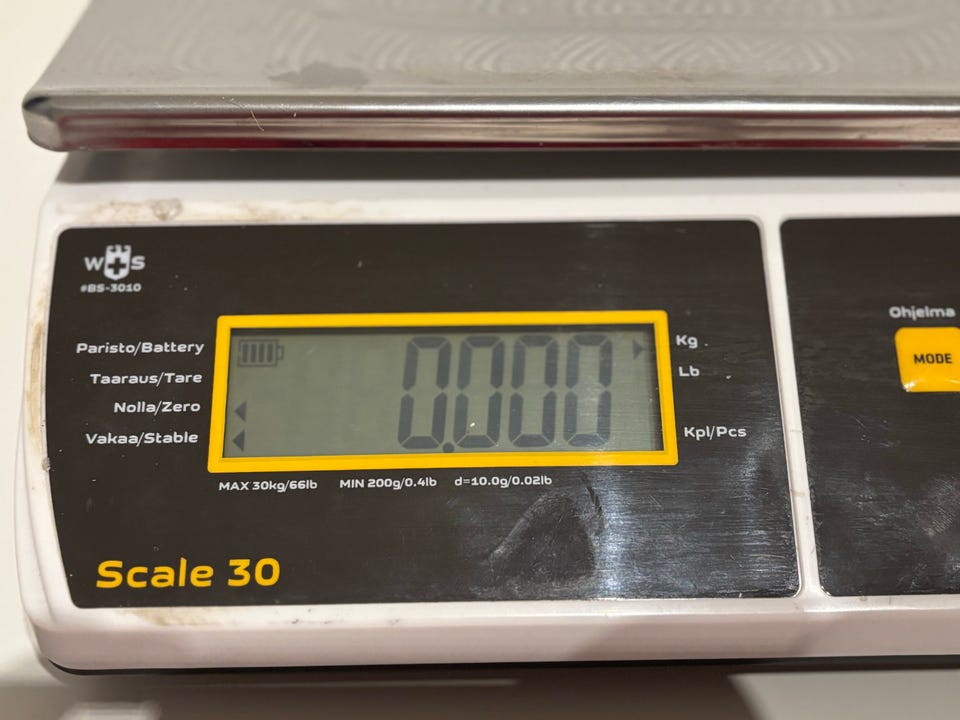 W S
#BS-3010
Paristo/Battery
Taaraus/Tare
Nolla/Zero
Vakaa/Stable
0.000
Kg
Lb
Kpl/Pcs
MAX 30kg/66lb MIN 200g/0.4lb d=10.0g/0.02lb
Scale 30
Ohjelma
MODE